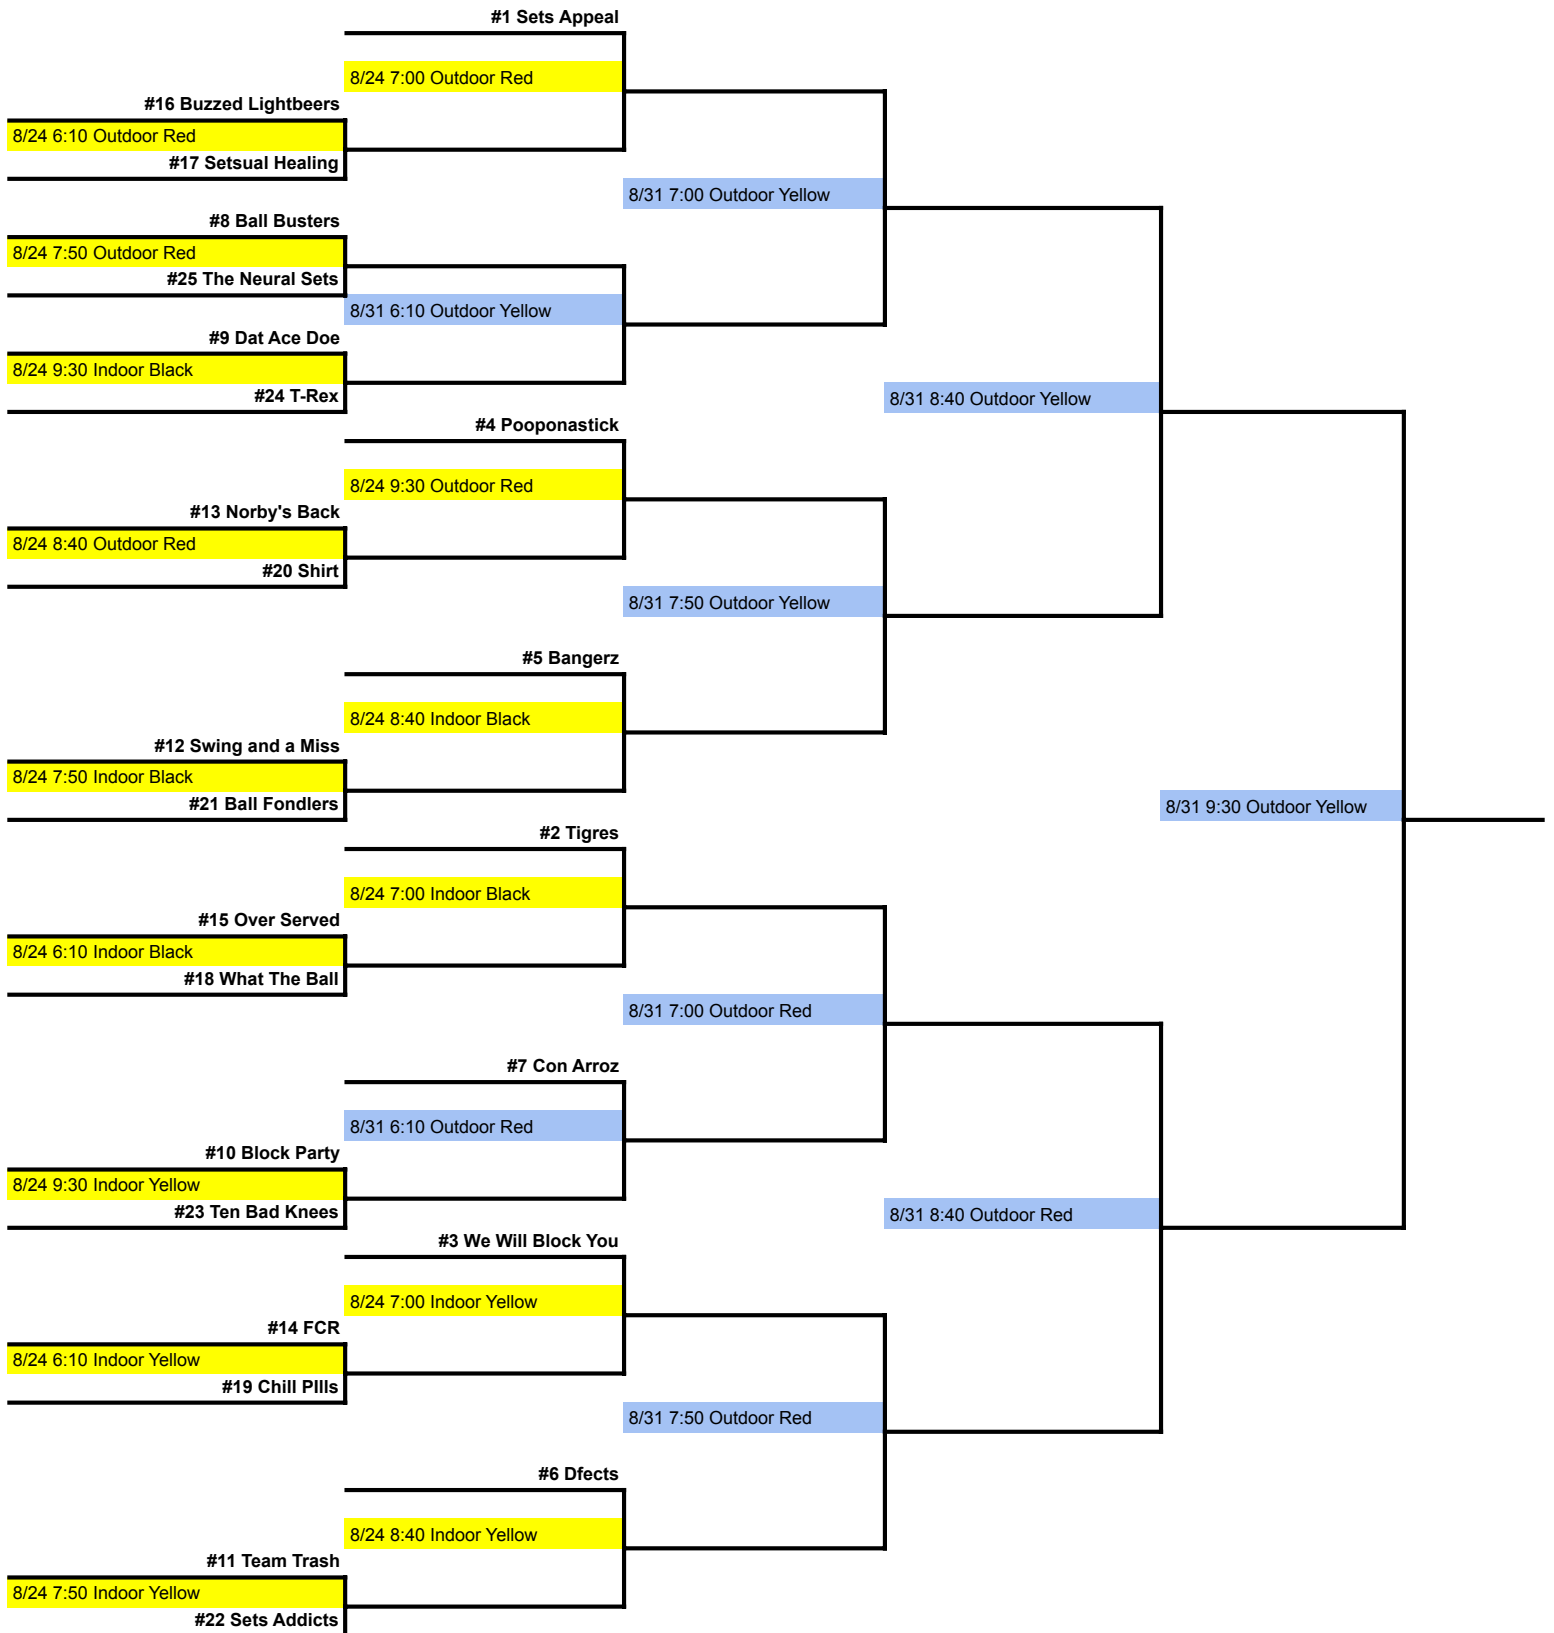 #1 Sets Appeal
8/24 7:00 Outdoor Red
#16 Buzzed Lightbeers
8/24 6:10 Outdoor Red
#17 Setsual Healing
8/31 7:00 Outdoor Yellow
#8 Ball Busters
8/24 7:50 Outdoor Red
#25 The Neural Sets
8/31 6:10 Outdoor Yellow
#9 Dat Ace Doe
8/24 9:30 Indoor Black
#24 T-Rex
8/31 8:40 Outdoor Yellow
#4 Pooponastick
8/24 9:30 Outdoor Red
#13 Norby's Back
8/24 8:40 Outdoor Red
#20 Shirt
8/31 7:50 Outdoor Yellow
#5 Bangerz
8/24 8:40 Indoor Black
#12 Swing and a Miss
8/24 7:50 Indoor Black
#21 Ball Fondlers
8/31 9:30 Outdoor Yellow
#2 Tigres
8/24 7:00 Indoor Black
#15 Over Served
8/24 6:10 Indoor Black
#18 What The Ball
8/31 7:00 Outdoor Red
#7 Con Arroz
8/31 6:10 Outdoor Red
#10 Block Party
8/24 9:30 Indoor Yellow
#23 Ten Bad Knees
8/31 8:40 Outdoor Red
#3 We Will Block You
8/24 7:00 Indoor Yellow
#14 FCR
8/24 6:10 Indoor Yellow
#19 Chill PIlls
8/31 7:50 Outdoor Red
#6 Dfects
8/24 8:40 Indoor Yellow
#11 Team Trash
8/24 7:50 Indoor Yellow
#22 Sets Addicts